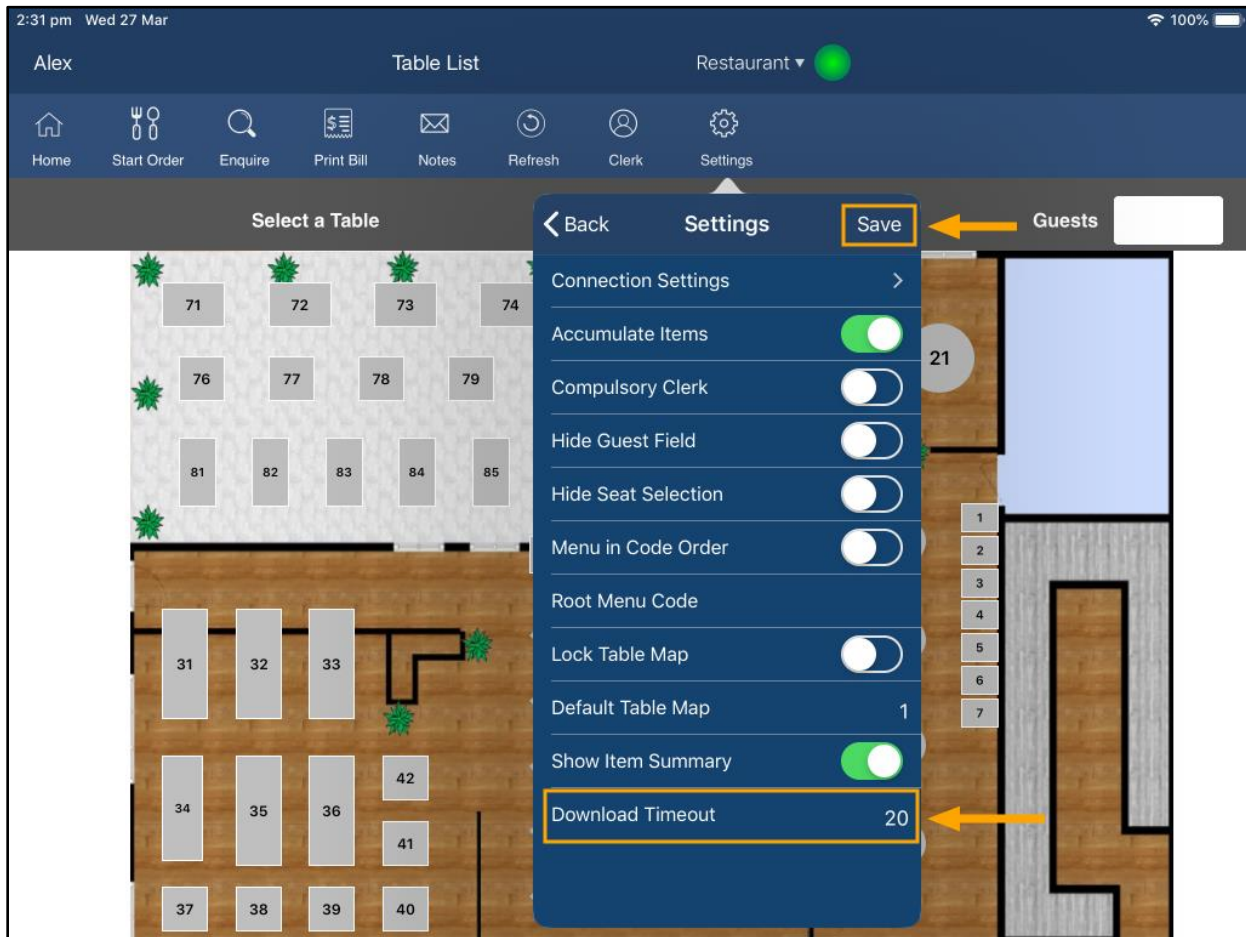 2:31 pm Wed 27 Mar 100%
Alex Table List Restaurant ▾
Home Start Order Enquire Print Bill Notes Refresh Clerk Settings
Select a Table
Guests
Back Settings Save
Connection Settings
Accumulate Items
Compulsory Clerk
Hide Guest Field
Hide Seat Selection
Menu in Code Order
Root Menu Code
Lock Table Map
Default Table Map 1
Show Item Summary
Download Timeout 20
71 72 73 74
76 77 78 79
81 82 83 84 85
31 32 33
34 35 36
42
41
37 38 39 40
21
1
2
3
4
5
6
7